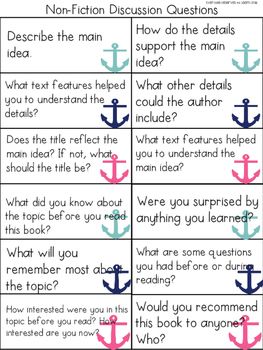 Non-Fiction Discussion Questions
Describe the main
idea.
How do the details
support the main
idea?
What text features helped
you to understand the
details?
What other details
could the author
include?
Does the title reflect the
main idea? If not, what
should the title be?
What text features helped
you to understand the
main idea?
What did you know about
the topic before you read
this book?
Were you surprised by
anything you learned?
What will you
remember most about
the topic?
What are some questions
you had before or during
reading?
How interested were you in this
topic before you read? How
interested are you now?
Would you recommend
this book to anyone?
Who?